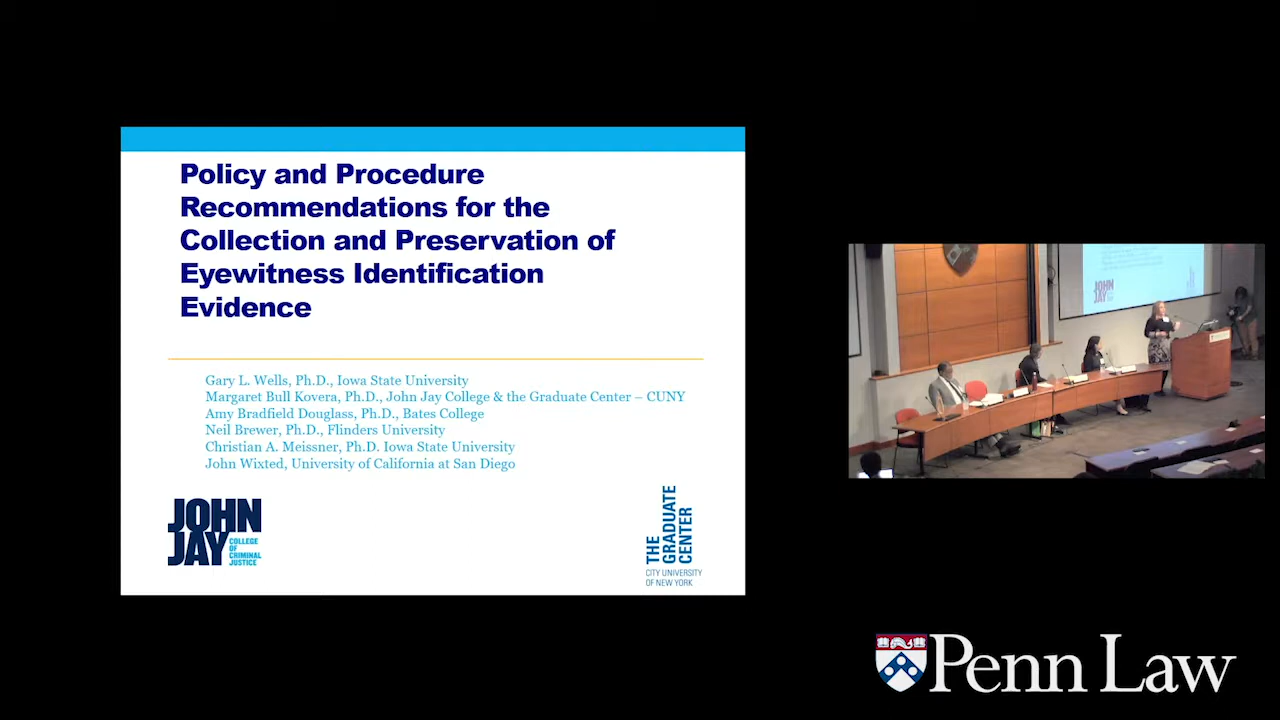 Policy and Procedure
Recommendations for the
Collection and Preservation of
Eyewitness Identification
Evidence
Gary L. Wells, Ph.D., Iowa State University
Margaret Bull Kovera, Ph.D., John Jay College & the Graduate Center – CUNY
Amy Bradfield Douglass, Ph.D., Bates College
Neil Brewer, Ph.D., Flinders University
Christian A. Meissner, Ph.D. Iowa State University
John Wixted, University of California at San Diego
JOHN
JAY
COLLEGE
OF
CRIMINAL
JUSTICE
THE
GRADUATE
CENTER
CITY UNIVERSITY
OF NEW YORK
JOHN
JAY
Penn Law